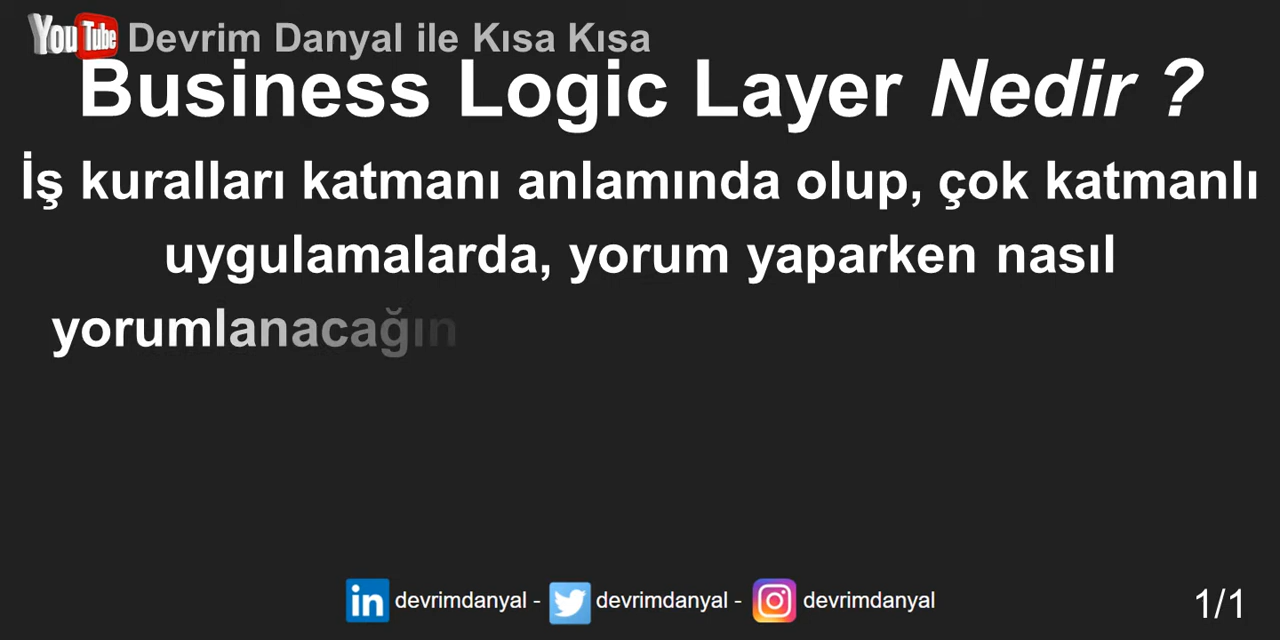 YouTube Devrim Danyal ile Kısa Kısa
Business Logic Layer Nedir ?
İş kuralları katmanı anlamında olup, çok katmanlı
uygulamalarda, yorum yaparken nasıl
yorumlanacağın
devrimdanyal - devrimdanyal - devrimdanyal
1/1